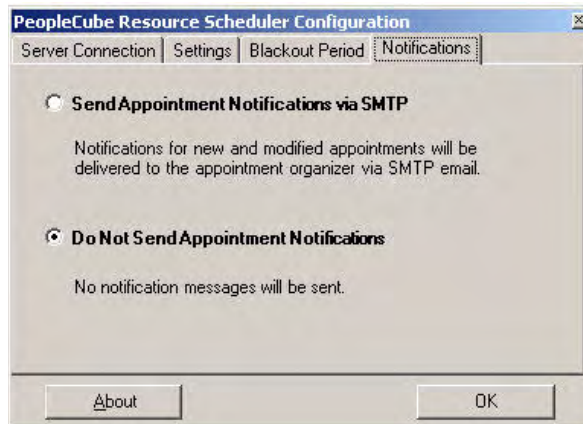 PeopleCube Resource Scheduler Configuration
Server Connection Settings Blackout Period Notifications
Send Appointment Notifications via SMTP
Notifications for new and modified appointments will be
delivered to the appointment organizer via SMTP email.
Do Not Send Appointment Notifications
No notification messages will be sent.
About OK